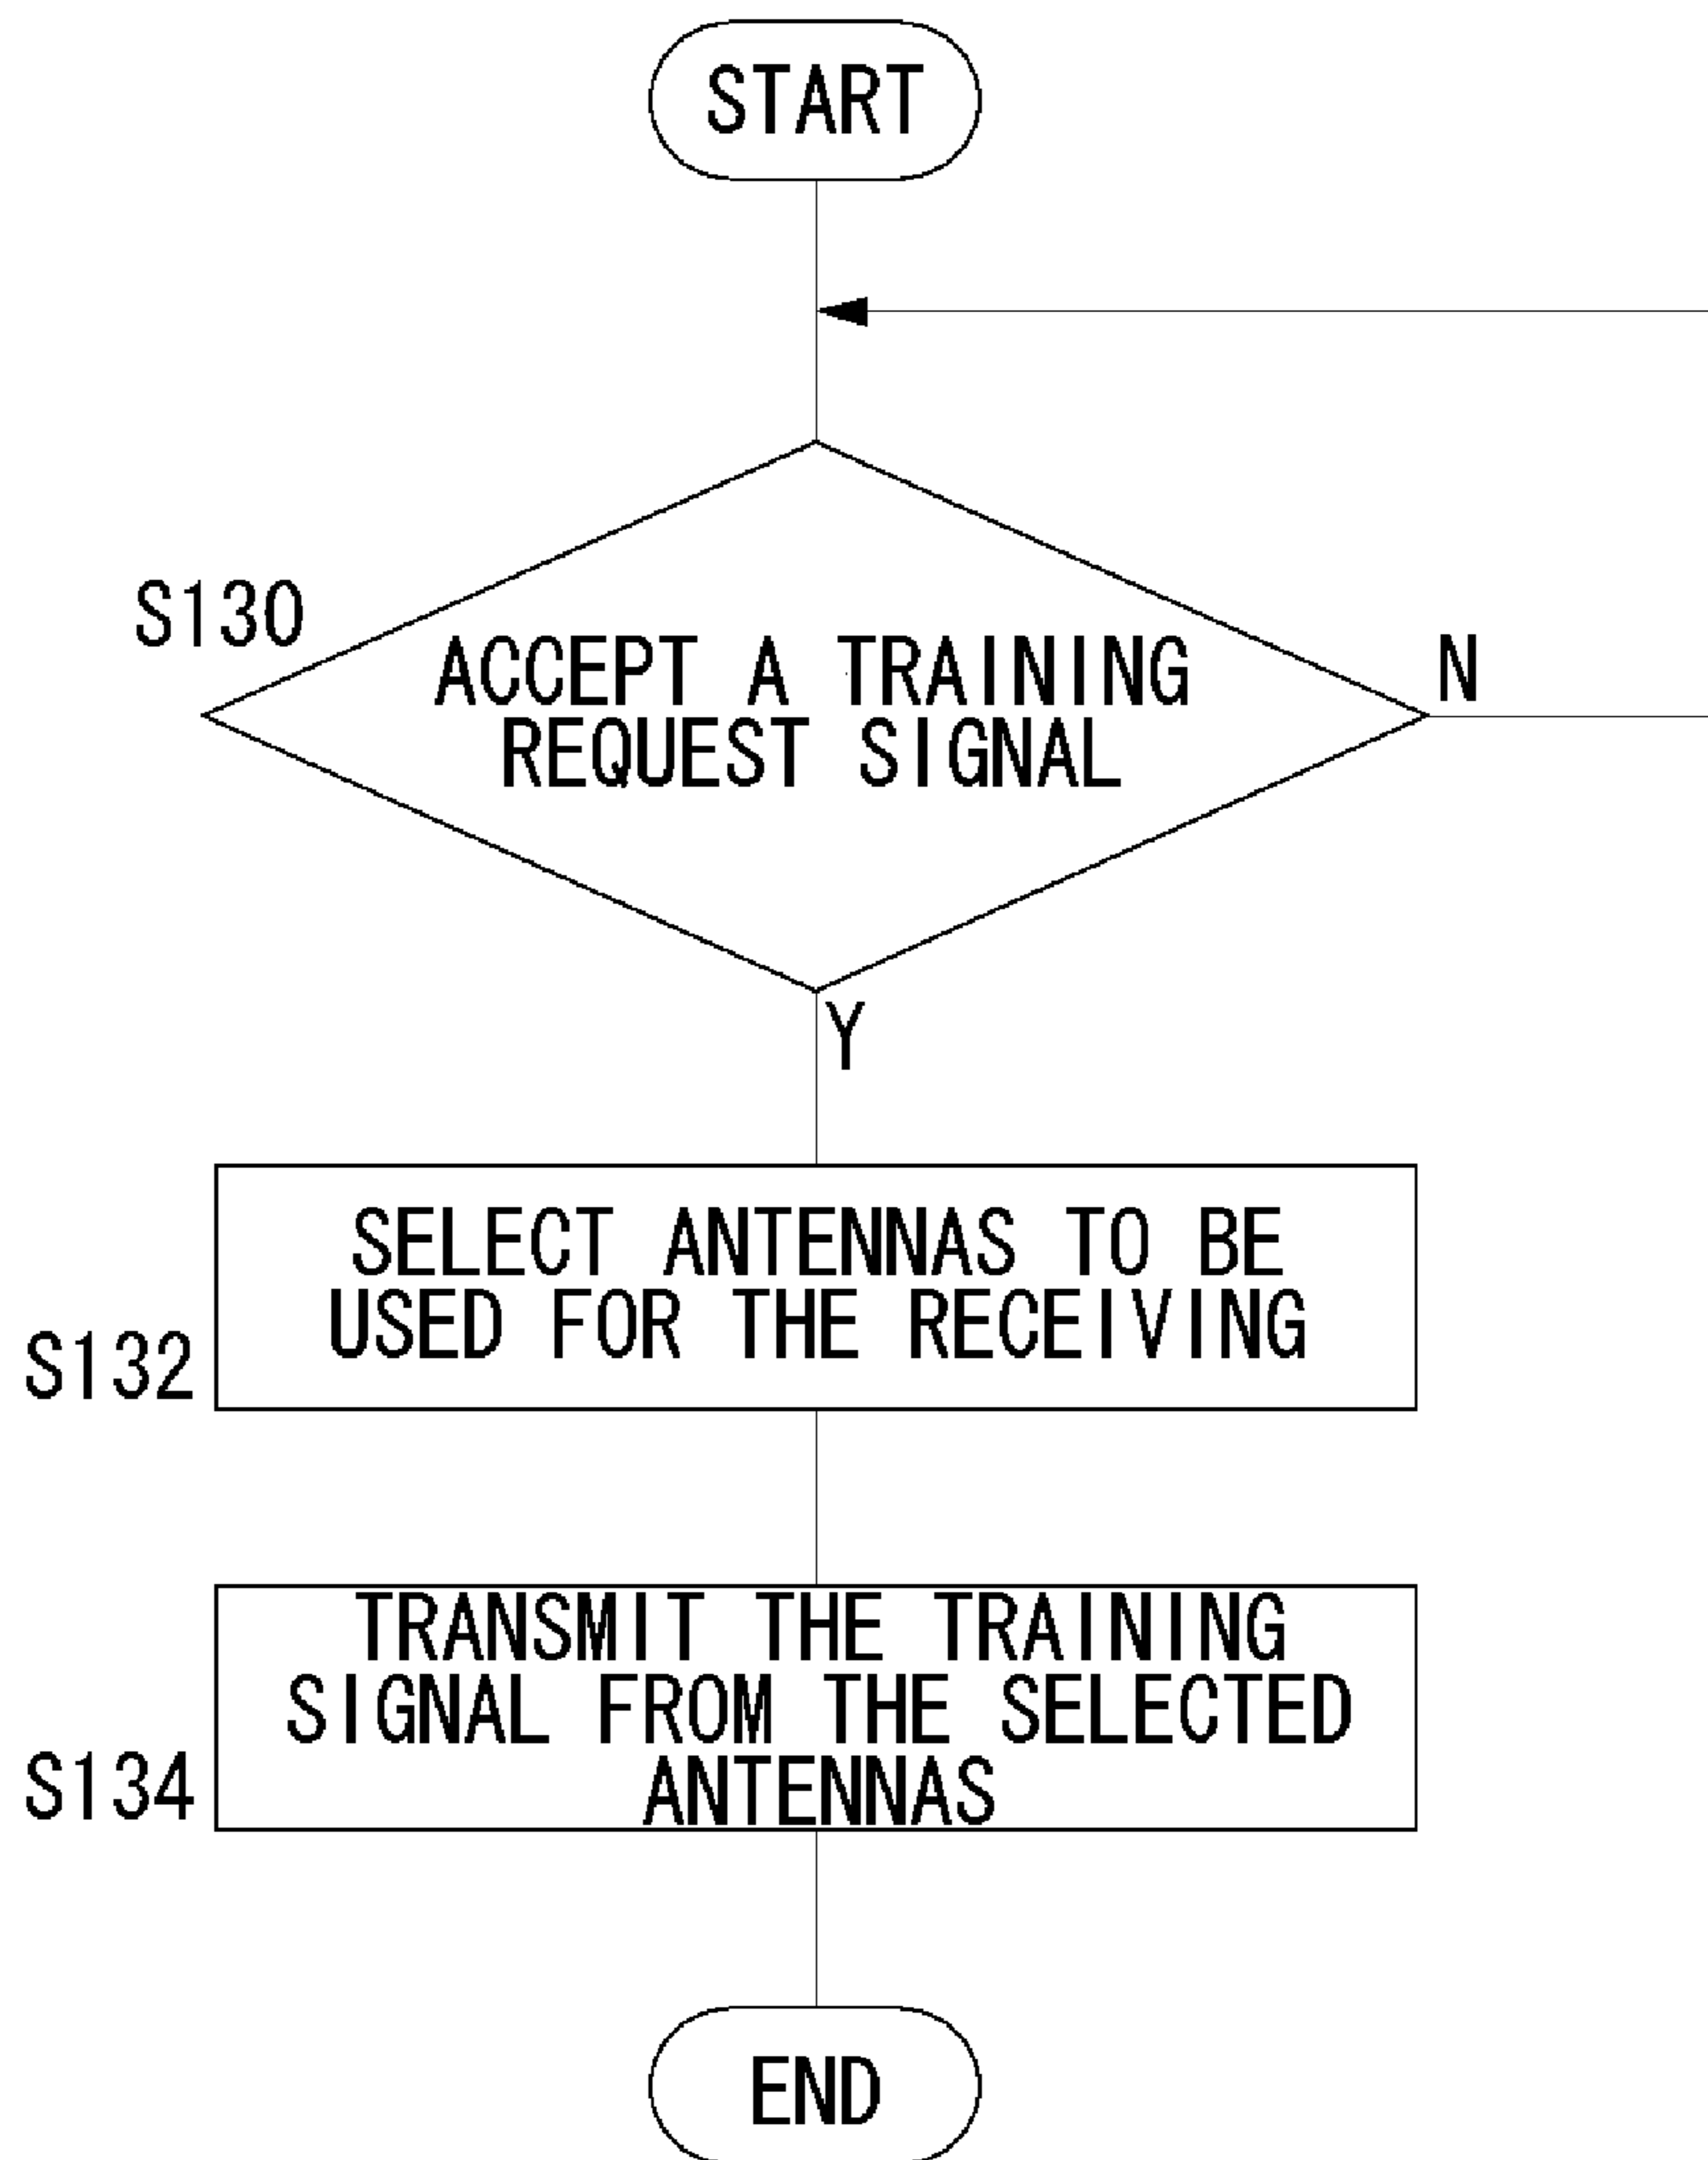 START
S130
ACCEPT A TRAINING
REQUEST SIGNAL
N
Y
SELECT ANTENNAS TO BE
USED FOR THE RECEIVING
S132
TRANSMIT THE TRAINING
SIGNAL FROM THE SELECTED
ANTENNAS
S134
END